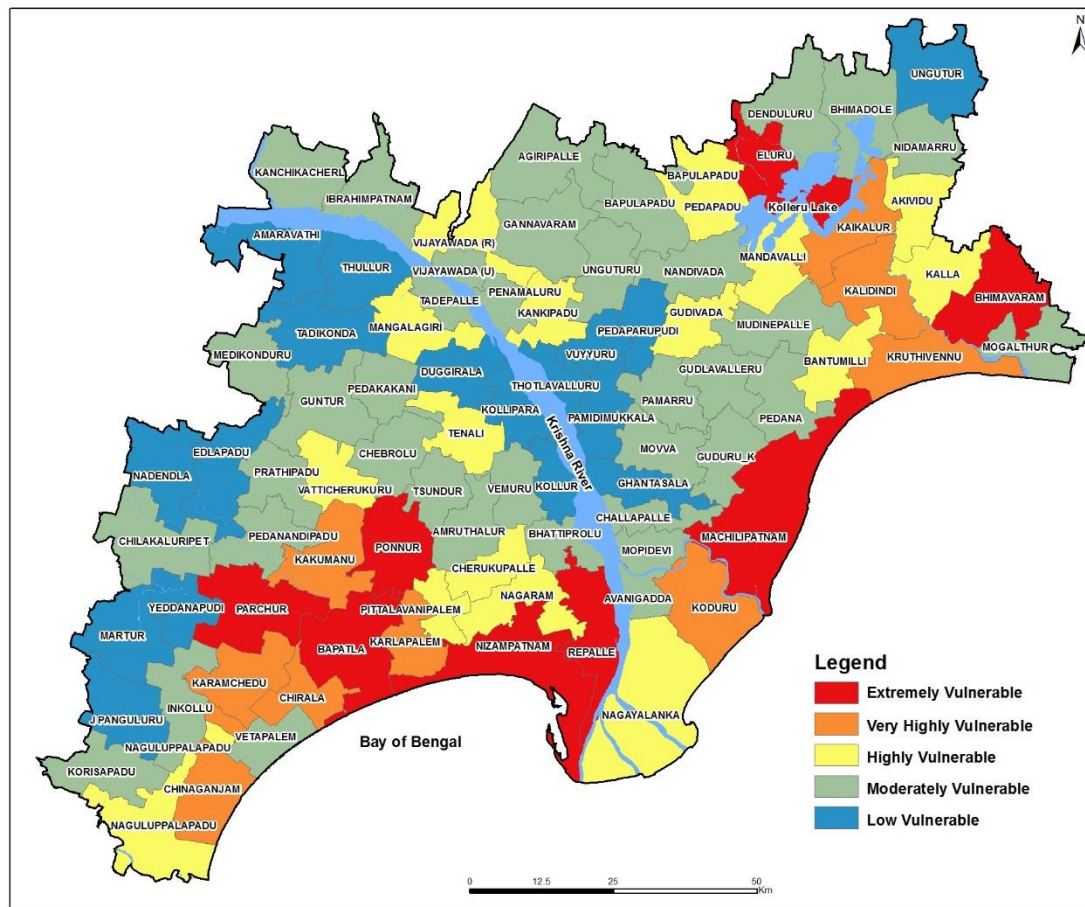 N
UNGUTUR
DENDULURU
BHIMADOLE
ELURU
NIDAMARRU
AGIRIPALLE
KANCHIKACHERL
BAPULAPADU
IBRAHIMPATNAM
BAPULAPADU
PEDAPADU
Kolleru Lake
AKIVIDU
GANNAVARAM
AMARAVATHI
VIJAYAWADA (R)
KAIKALUR
MANDAVALLI
THULLUR
VIJAYAWADA (U)
UNGUTURU
NANDIVADA
KALLA
PENAMALURU
KALIDINDI
BHIMAVARAM
TADEPALLE
KANKIPADU
GUDIVADA
MANGALAGIRI
TADIKONDA
PEDAPARUPUDI
MUDINEPALLE
MOGALTHUR
MEDIKONDURU
VUYYURU
BANTUMILLI
KRUTHIVENNU
DUGGIRALA
GUDLAVALLERU
PEDAKAKANI
THOTLAVALLURU
GUNTUR
PAMARRU
KOLLIPARA
PAMIDIMUKKALA
PEDANA
TENALI
Krishna River
EDLAPADU
CHEBROLU
MOVVA
GUDURU_K
NADENDLA
PRATHIPADU
VATTICHERUKURU
TSUNDUR
VEMURU
KOLLUR
GHANTASALA
CHALLAPALLE
CHILAKALURIPET
PEDANANDIPADU
AMRUTHALUR
BHATTIPROLU
MACHILIPATNAM
PONNUR
MOPIDEVI
KAKUMANU
CHERUKUPALLE
YEDDANAPUDI
PARCHUR
PITTALAVANIPALEM
NAGARAM
AVANIGADDA
KODURU
MARTUR
BAPATLA
KARLAPALEM
NIZAMPATNAM
REPALLE
KARAMCHEDU
CHIRALA
INKOLLU
J PANGULURU
NAGAYALANKA
VETAPALEM
NAGULUPPALAPADU
Bay of Bengal
KORISAPADU
CHINAGANJAM
NAGULUPPALAPADU
Legend
Extremely Vulnerable
Very Highly Vulnerable
Highly Vulnerable
Moderately Vulnerable
Low Vulnerable
0 12.5 25 50
Km